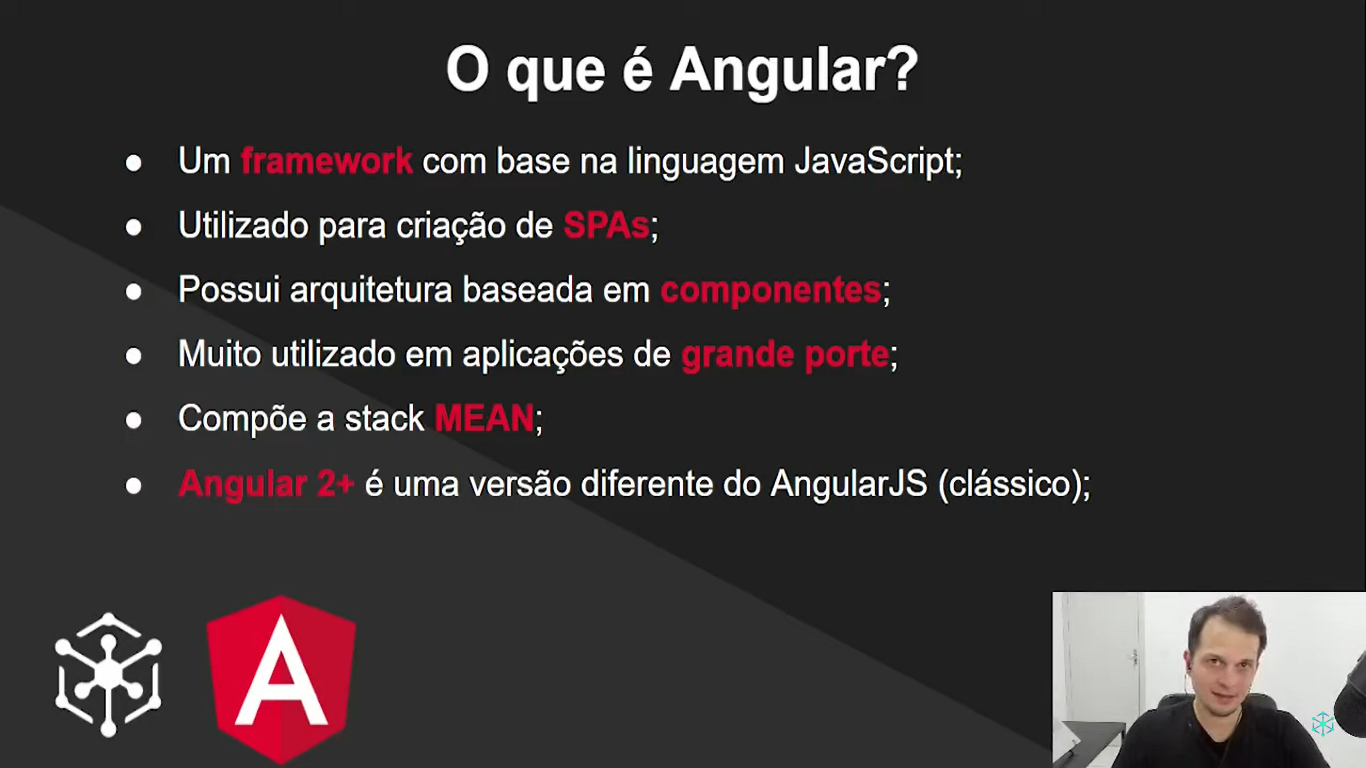 O que é Angular?
● Um framework com base na linguagem JavaScript;
● Utilizado para criação de SPAs;
● Possui arquitetura baseada em componentes;
● Muito utilizado em aplicações de grande porte;
● Compõe a stack MEAN;
● Angular 2+ é uma versão diferente do AngularJS (clássico);
A